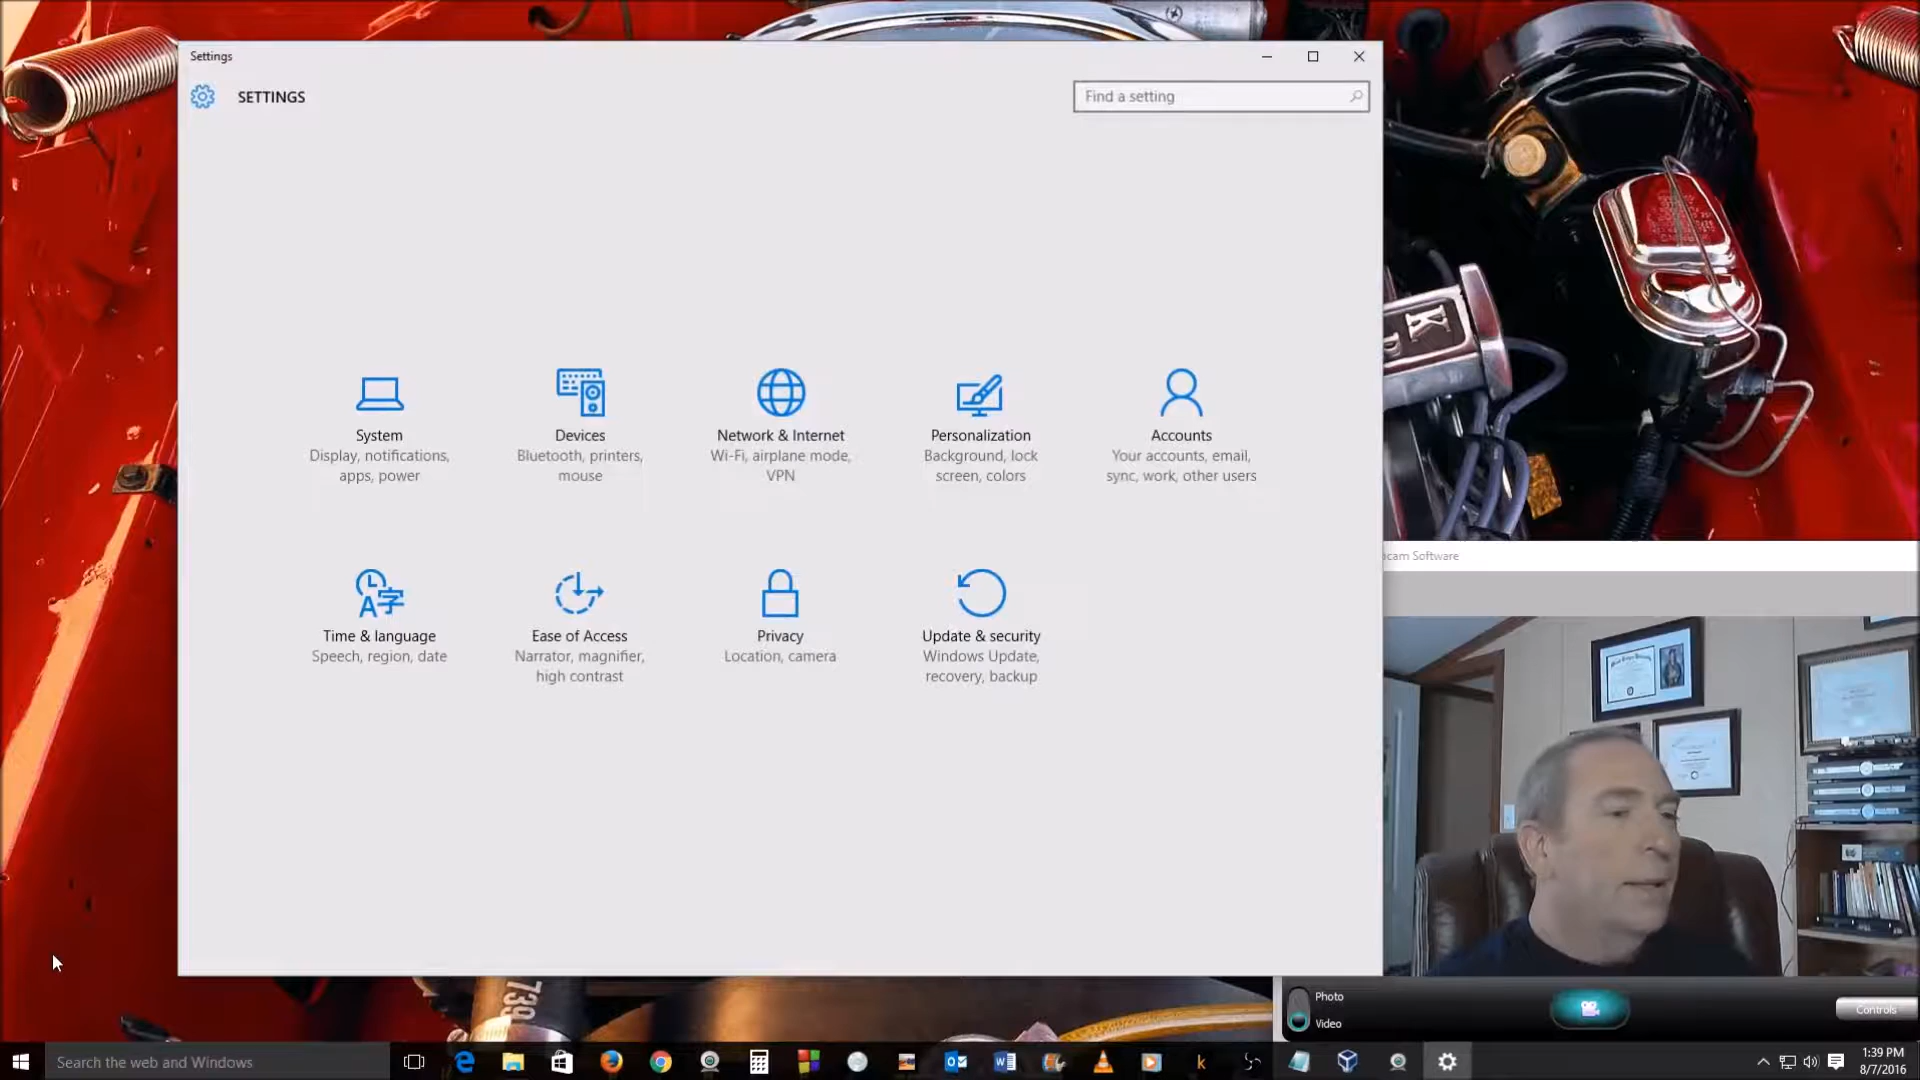 Settings
SETTINGS
Find a setting
System
Display, notifications,
apps, power
Devices
Bluetooth, printers,
mouse
Network & Internet
Wi-Fi, airplane mode,
VPN
Personalization
Background, lock
screen, colors
Accounts
Your accounts, email,
sync, work, other users
Time & language
Speech, region, date
Ease of Access
Narrator, magnifier,
high contrast
Privacy
Location, camera
Update & security
Windows Update,
recovery, backup
cam Software
Photo
Video
Controls
739
Search the web and Windows
1:39 PM
8/7/2016